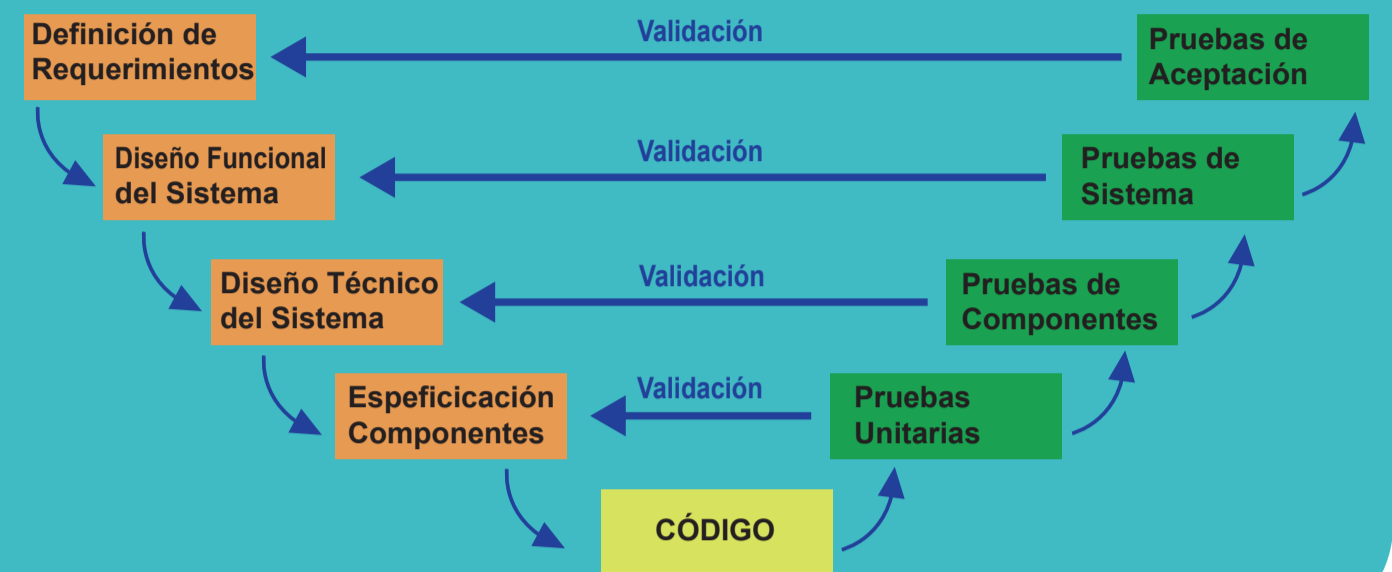 Definición de
Requerimientos
Validación
Pruebas de
Aceptación
Diseño Funcional
del Sistema
Validación
Pruebas de
Sistema
Diseño Técnico
del Sistema
Validación
Pruebas de
Componentes
Espeficicación
Componentes
Validación
Pruebas
Unitarias
CÓDIGO